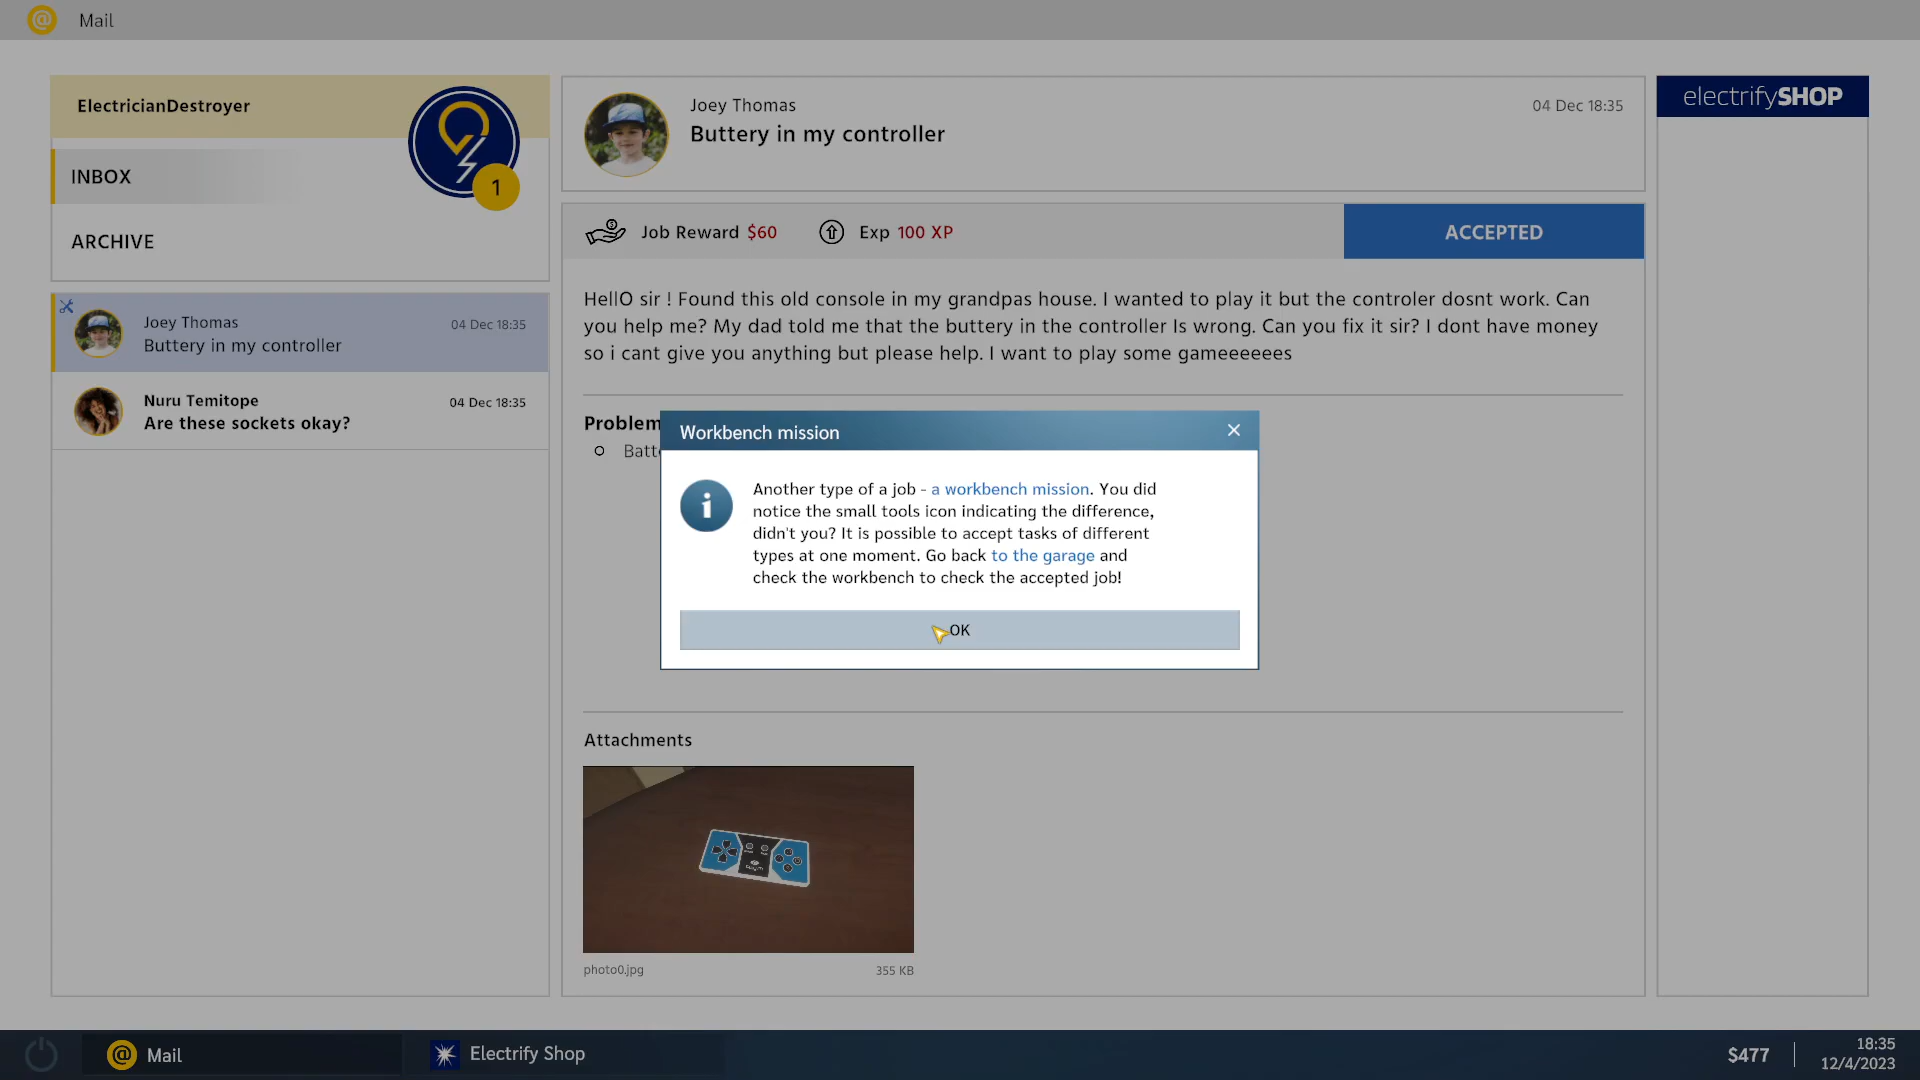 Mail
ElectricianDestroyer
1
INBOX
ARCHIVE
Joey Thomas
04 Dec 18:35
Buttery in my controller
Nuru Temitope
04 Dec 18:35
Are these sockets okay?
Joey Thomas
04 Dec 18:35
Buttery in my controller
Job Reward $60
Exp 100 XP
ACCEPTED
HellO sir ! Found this old console in my grandpas house. I wanted to play it but the controler dosnt work. Can
you help me? My dad told me that the buttery in the controller Is wrong. Can you fix it sir? I dont have money
so i cant give you anything but please help. I want to play some gameeeeees
Problem
Batt
Workbench mission
Another type of a job - a workbench mission. You did
notice the small tools icon indicating the difference,
didn't you? It is possible to accept tasks of different
types at one moment. Go back to the garage and
check the workbench to check the accepted job!
OK
Attachments
photo0.jpg
355 KB
electrifySHOP
Mail
Electrify Shop
$477
18:35
12/4/2023